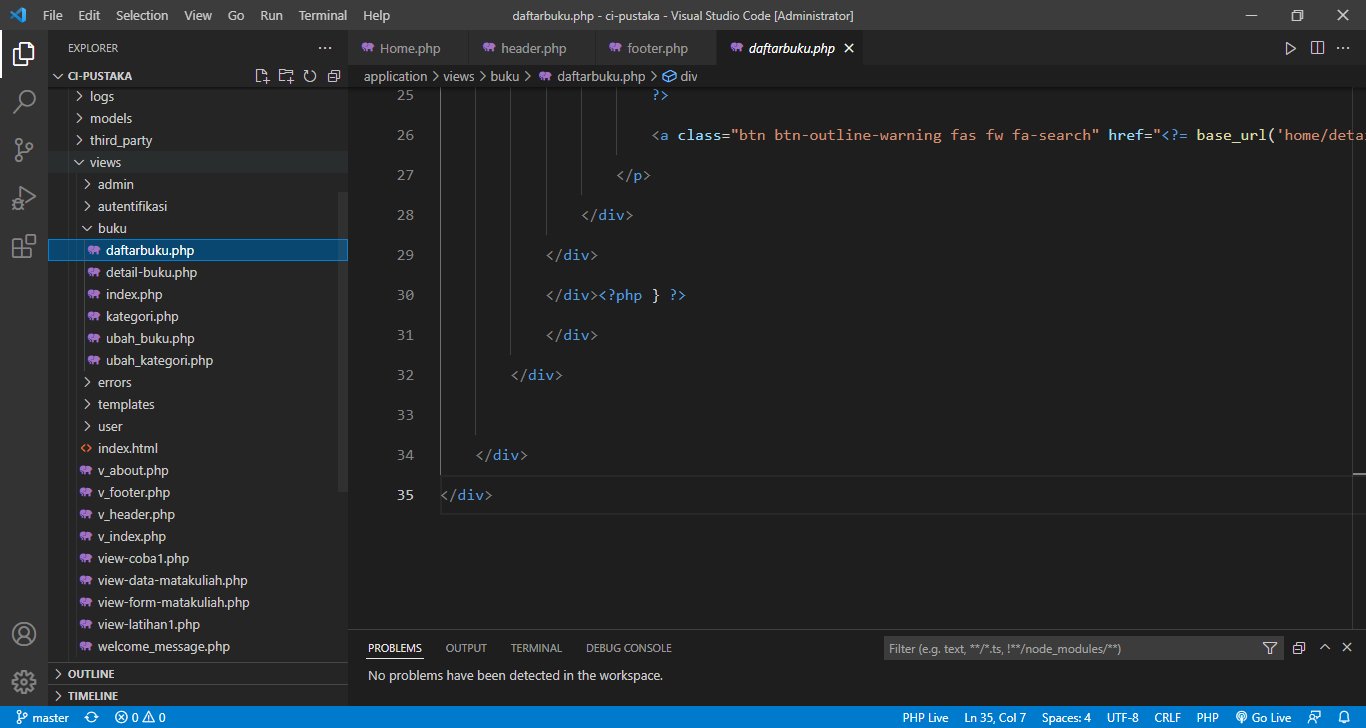 File Edit Selection View Go Run Terminal Help daftarbuku.php - ci-pustaka - Visual Studio Code [Administrator]
EXPLORER
Home.php header.php footer.php daftarbuku.php
CI-PUSTAKA
application > views > buku > daftarbuku.php > div
logs
models
third_party
views
admin
autentifikasi
buku
daftarbuku.php
detail-buku.php
index.php
kategori.php
ubah_buku.php
ubah_kategori.php
errors
templates
user
index.html
v_about.php
v_footer.php
v_header.php
v_index.php
view-coba1.php
view-data-matakuliah.php
view-form-matakuliah.php
view-latihan1.php
welcome_message.php
OUTLINE
TIMELINE
25 ?>
26 <a class="btn btn-outline-warning fas fw fa-search" href="<?= base_url('home/detai
27 </p>
28 </div>
29 </div>
30 </div><?php } ?>
31 </div>
32 </div>
33
34 </div>
35 </div>
PROBLEMS OUTPUT TERMINAL DEBUG CONSOLE
Filter (e.g. text, **/*.ts, !**/node_modules/**)
No problems have been detected in the workspace.
master 0 0 PHP Live Ln 35, Col 7 Spaces: 4 UTF-8 CRLF PHP Go Live